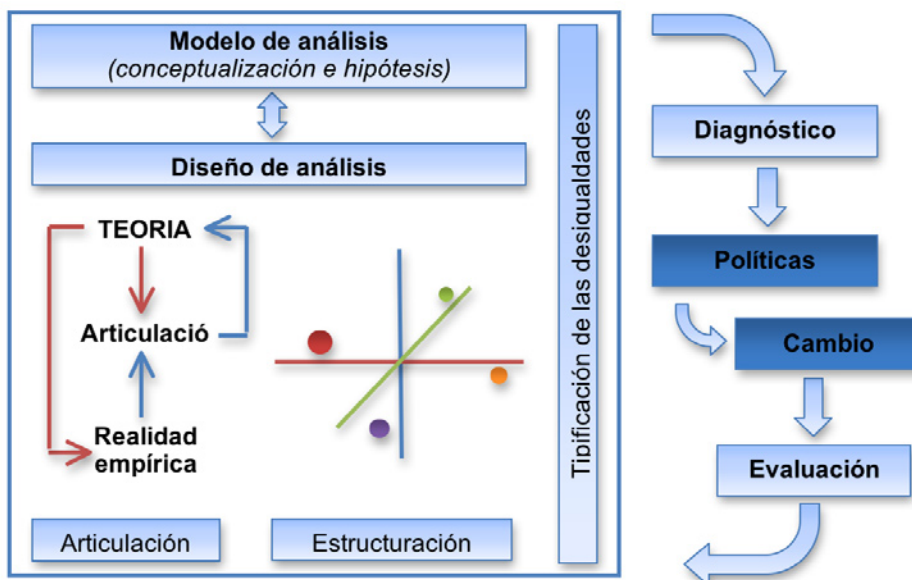 Modelo de análisis
(conceptualización e hipótesis)
Diseño de análisis
TEORIA
Articulació
Realidad
empírica
Articulación
Estructuración
Tipificación de las desigualdades
Diagnóstico
Políticas
Cambio
Evaluación